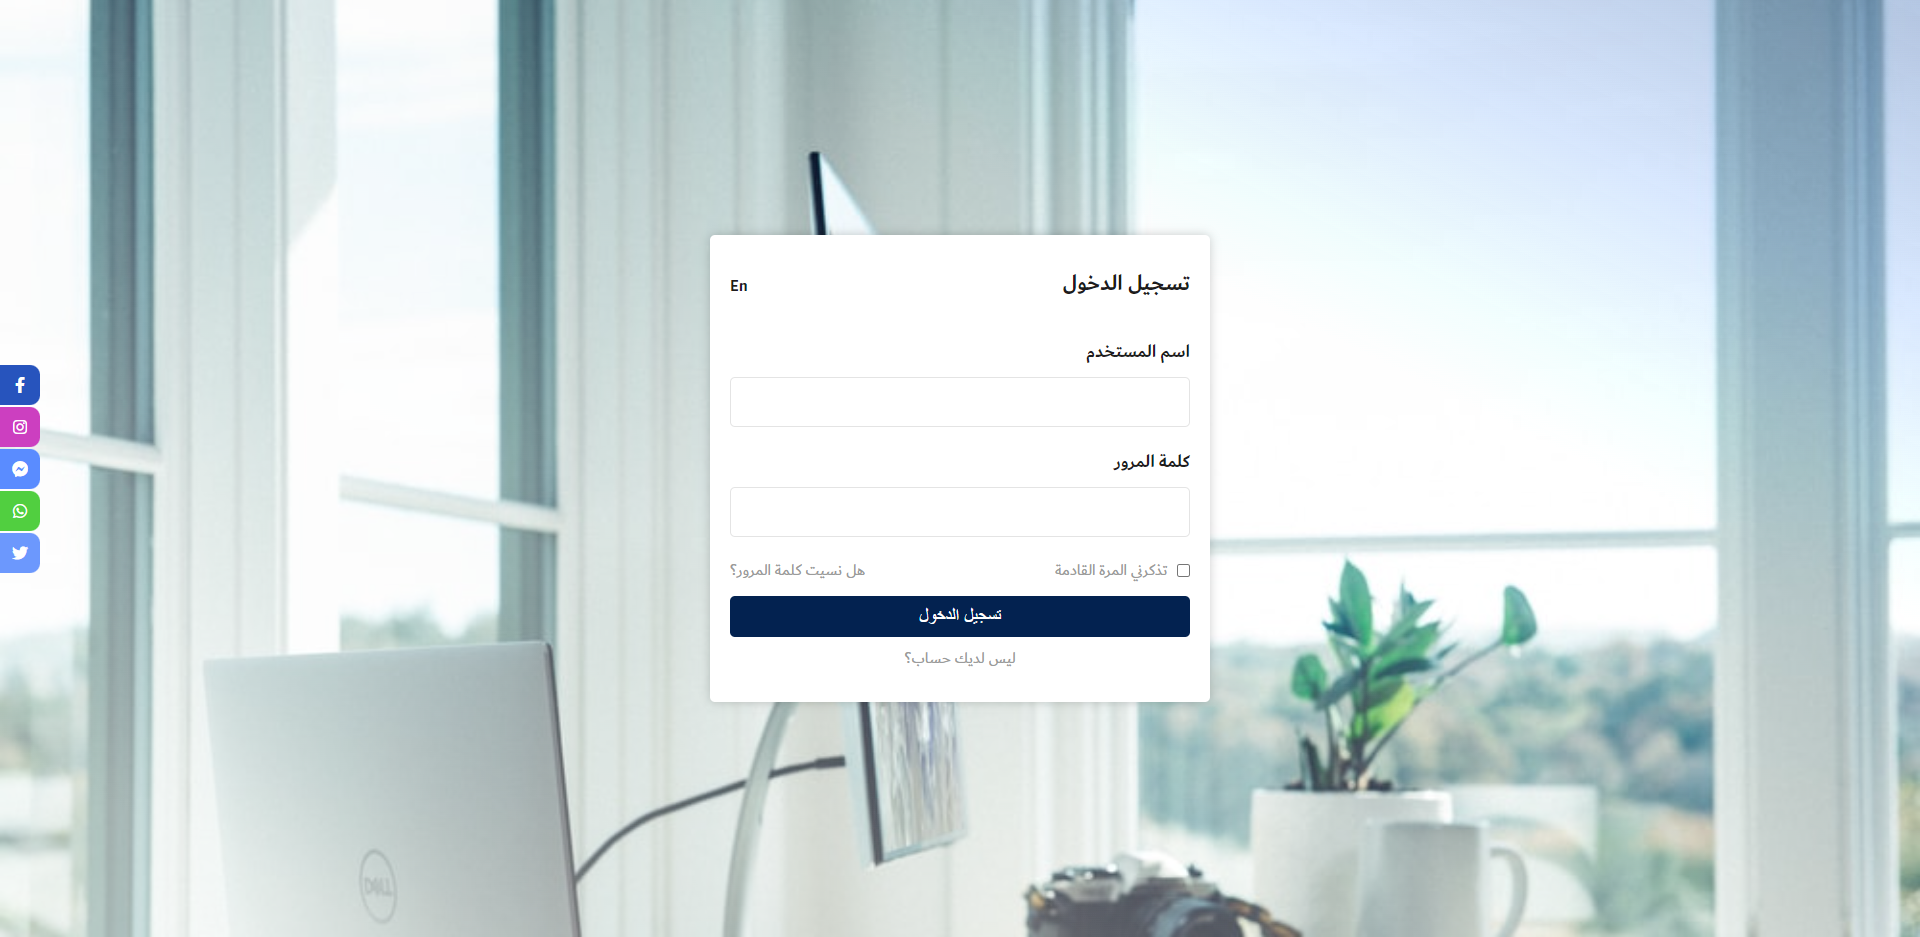 تسجيل الدخول
En
اسم المستخدم
كلمة المرور
تذكرني المرة القادمة
هل نسيت كلمة المرور؟
تسجيل الدخول
ليس لديك حساب؟
DELL